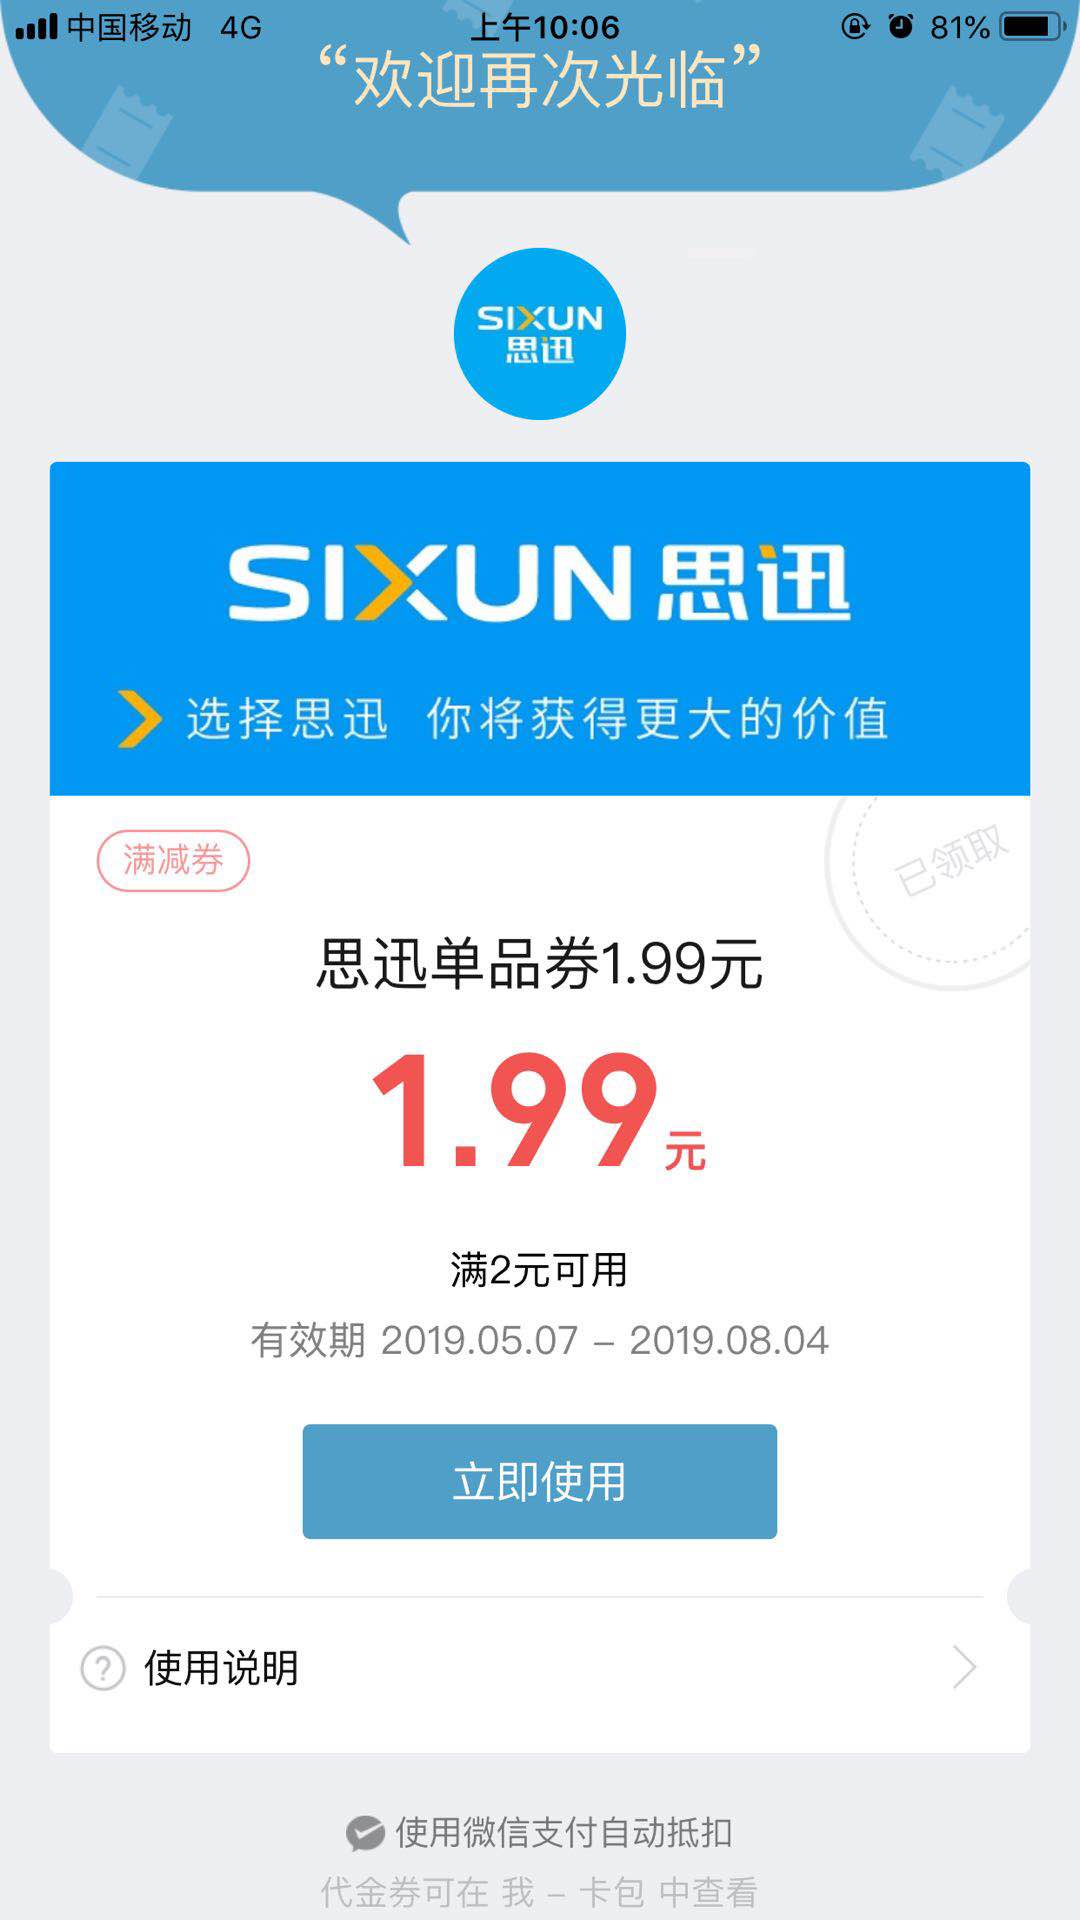 中国移动 4G 上午10:06 81%
“欢迎再次光临”
SIXUN
思迅
SIXUN 思迅
选择思迅 你将获得更大的价值
满减券
已领取
思迅单品券1.99元
1.99元
满2元可用
有效期 2019.05.07 – 2019.08.04
立即使用
? 使用说明
使用微信支付自动抵扣
代金券可在 我 – 卡包 中查看